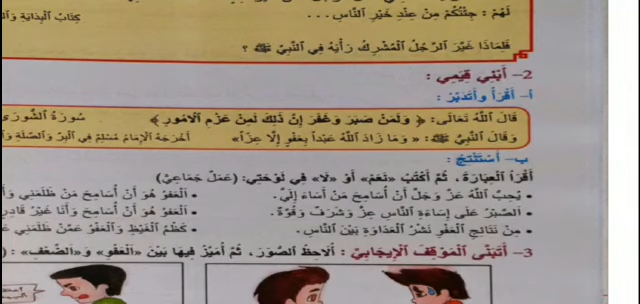 لَهُمْ : جِئْتُكُمْ مِنْ عِنْدِ خَيْرِ النَّاسِ ... كِتَابُ الْبِدَايَةِ
فَلِمَاذَا غَيَّرَ الرَّجُلُ الْمُشْرِكُ رَأْيَهُ فِي النَّبِيِّ ﷺ ؟
2- أَبْنِي قِيَمِي :
أ- أَقْرَأُ وأَتَدَبَّرُ :
قَالَ اللَّهُ تَعَالَى: ﴿ وَلَمَنْ صَبَرَ وَغَفَرَ إِنَّ ذَلِكَ لَمِنْ عَزْمِ الْأُمُورِ ﴾ سُورَةُ الشُّورَى
وَقَالَ النَّبِيُّ ﷺ: « وَمَا زَادَ اللَّهُ عَبْداً بِعَفْوٍ إِلَّا عِزّاً» أَخْرَجَهُ الْإِمَامُ مُسْلِمٌ فِي الْبِرِّ وَالصِّلَةِ
ب- أَسْتَنْتِجُ :
أَقْرَأُ الْعِبَارَةَ، ثُمَّ أَكْتُبُ «نَعَمْ» أَوْ «لَا» فِي لَوْحَتِي: (عَمَلٌ جَمَاعِيٌّ)
• يُحِبُّ اللَّهُ عَزَّ وَجَلَّ أَنْ أُسَامِحَ مَنْ أَسَاءَ إِلَيَّ. • الْعَفْوُ هُوَ أَنْ أُسَامِحَ مَنْ ظَلَمَنِي
• الصَّبْرُ عَلَى إِسَاءَةِ النَّاسِ عِزٌّ وَشَرَفٌ وَقُوَّةٌ. • الْعَفْوُ هُوَ أَنْ أُسَامِحَ وَأَنَا غَيْرُ قَادِرٍ
• مِنْ نَتَائِجِ الْعَفْوِ نَشْرُ الْعَدَاوَةِ بَيْنَ النَّاسِ. • كَظْمُ الْغَيْظِ وَالْعَفْوُ عَمَّنْ ظَلَمَنِي
3- أَتَبَنَّى الْمَوْقِفَ الْإِيجَابِيَّ : أُلَاحِظُ الصُّوَرَ، ثُمَّ أُمَيِّزُ فِيهَا بَيْنَ «الْعَفْوِ» وَ«الضَّعْفِ» :